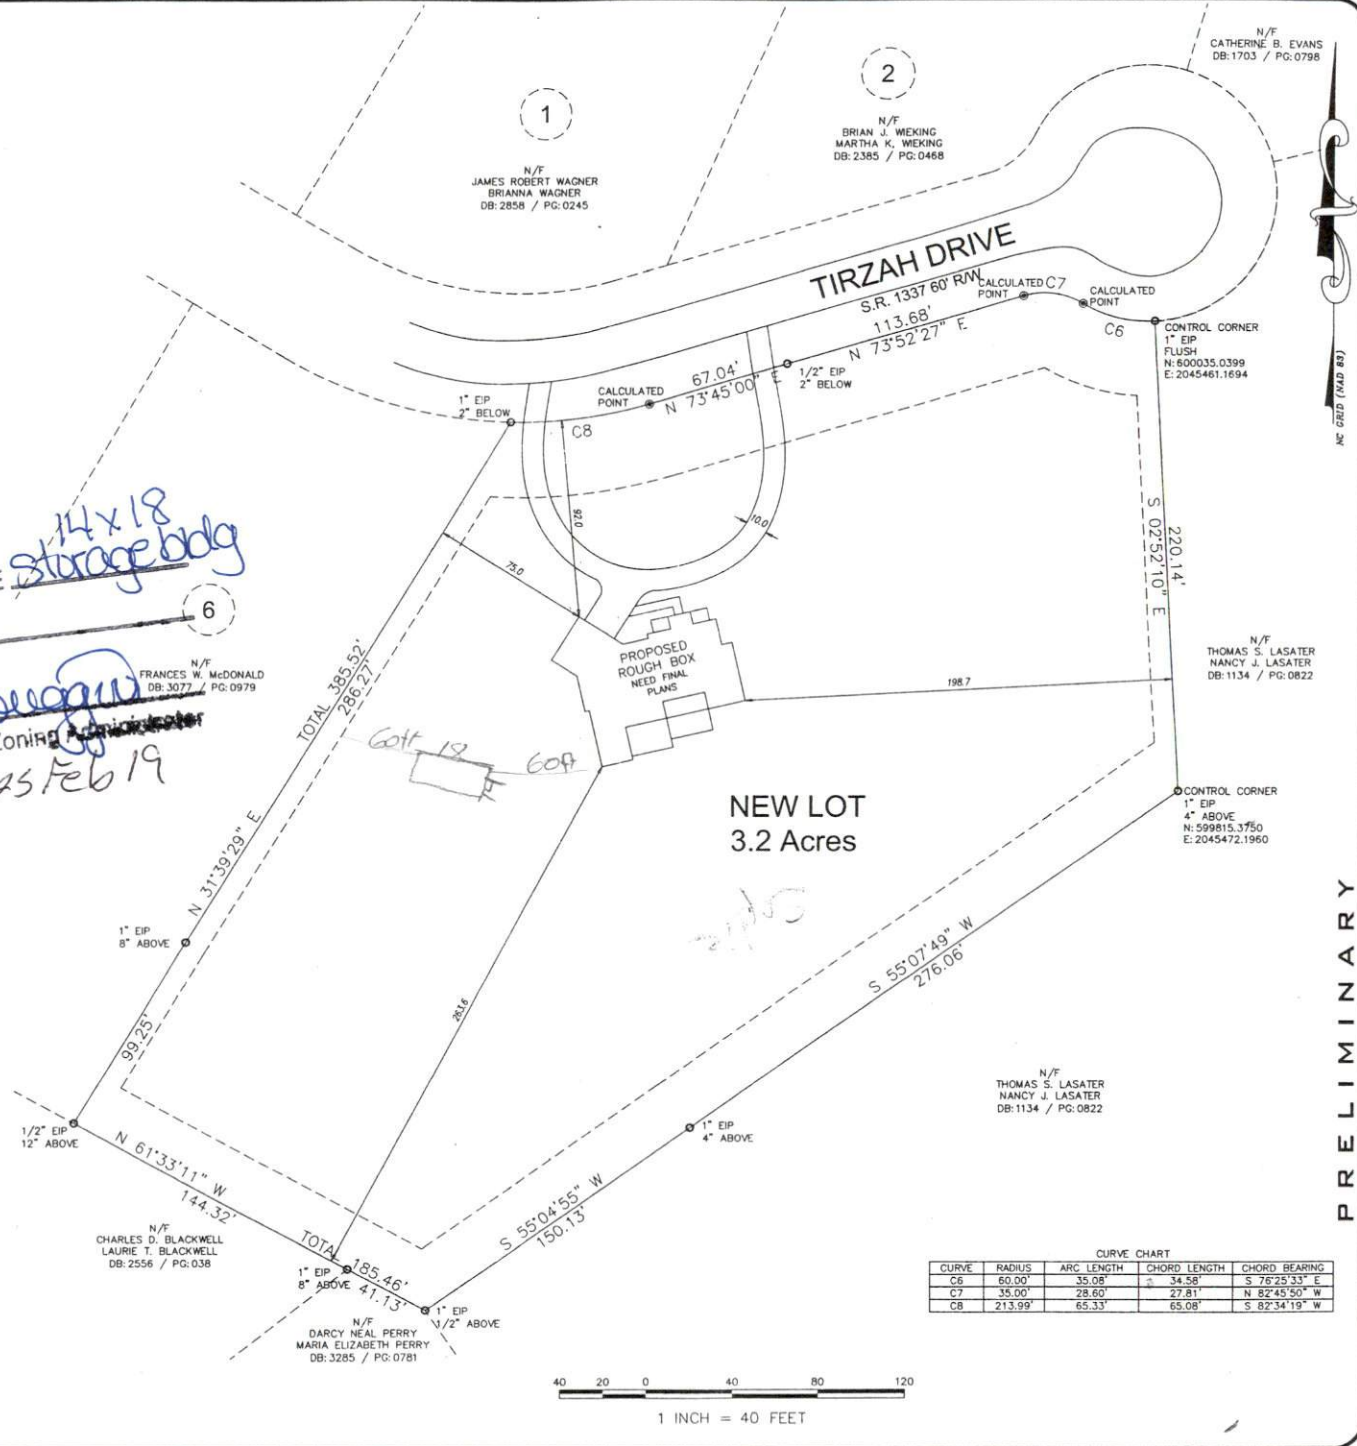 N/F
CATHERINE B. EVANS
DB:1703 / PG:0798
1
N/F
JAMES ROBERT WAGNER
BRIANNA WAGNER
DB:2858 / PG:0245
2
N/F
BRIAN J. WIEKING
MARTHA K. WIEKING
DB:2385 / PG:0468
NC GRID (NAD 83)
TIRZAH DRIVE
S.R. 1337 60' R/W
CALCULATED
POINT
C7
CALCULATED
POINT
C6
CONTROL CORNER
1" EIP
FLUSH
N:600035.0399
E:2045461.1694
113.68'
N 73°52'27" E
1/2" EIP
2" BELOW
67.04'
N 73°45'00" E
CALCULATED
POINT
1" EIP
2" BELOW
C8
92.0
10.0
75.0
14x18
storage bldg
6
N/F
FRANCES W. McDONALD
DB:3077 / PG:0979
Zoning Administrator
25 Feb 19
TOTAL 385.52'
286.27'
N 31°39'29" E
PROPOSED
ROUGH BOX
NEED FINAL
PLANS
198.7
S 02°52'10" E
220.14'
N/F
THOMAS S. LASATER
NANCY J. LASATER
DB:1134 / PG:0822
60ft
18
14
60ft
NEW LOT
3.2 Acres
CONTROL CORNER
1" EIP
4" ABOVE
N:599815.3750
E:2045472.1960
263.6
1" EIP
8" ABOVE
99.25'
S 55°07'49" W
276.06'
1/2" EIP
12" ABOVE
N 61°33'11" W
144.32'
TOTAL 185.46'
41.13'
1" EIP
8" ABOVE
1" EIP
1/2" ABOVE
S 55°04'55" W
150.13'
1" EIP
4" ABOVE
N/F
THOMAS S. LASATER
NANCY J. LASATER
DB:1134 / PG:0822
N/F
CHARLES D. BLACKWELL
LAURIE T. BLACKWELL
DB:2556 / PG:038
N/F
DARCY NEAL PERRY
MARIA ELIZABETH PERRY
DB:3285 / PG:0781
PRELIMINARY
CURVE CHART
CURVE RADIUS ARC LENGTH CHORD LENGTH CHORD BEARING
C6 60.00' 35.08' 34.58' S 76°25'33" E
C7 35.00' 28.60' 27.81' N 82°45'50" W
C8 213.99' 65.33' 65.08' S 82°34'19" W
40 20 0 40 80 120
1 INCH = 40 FEET